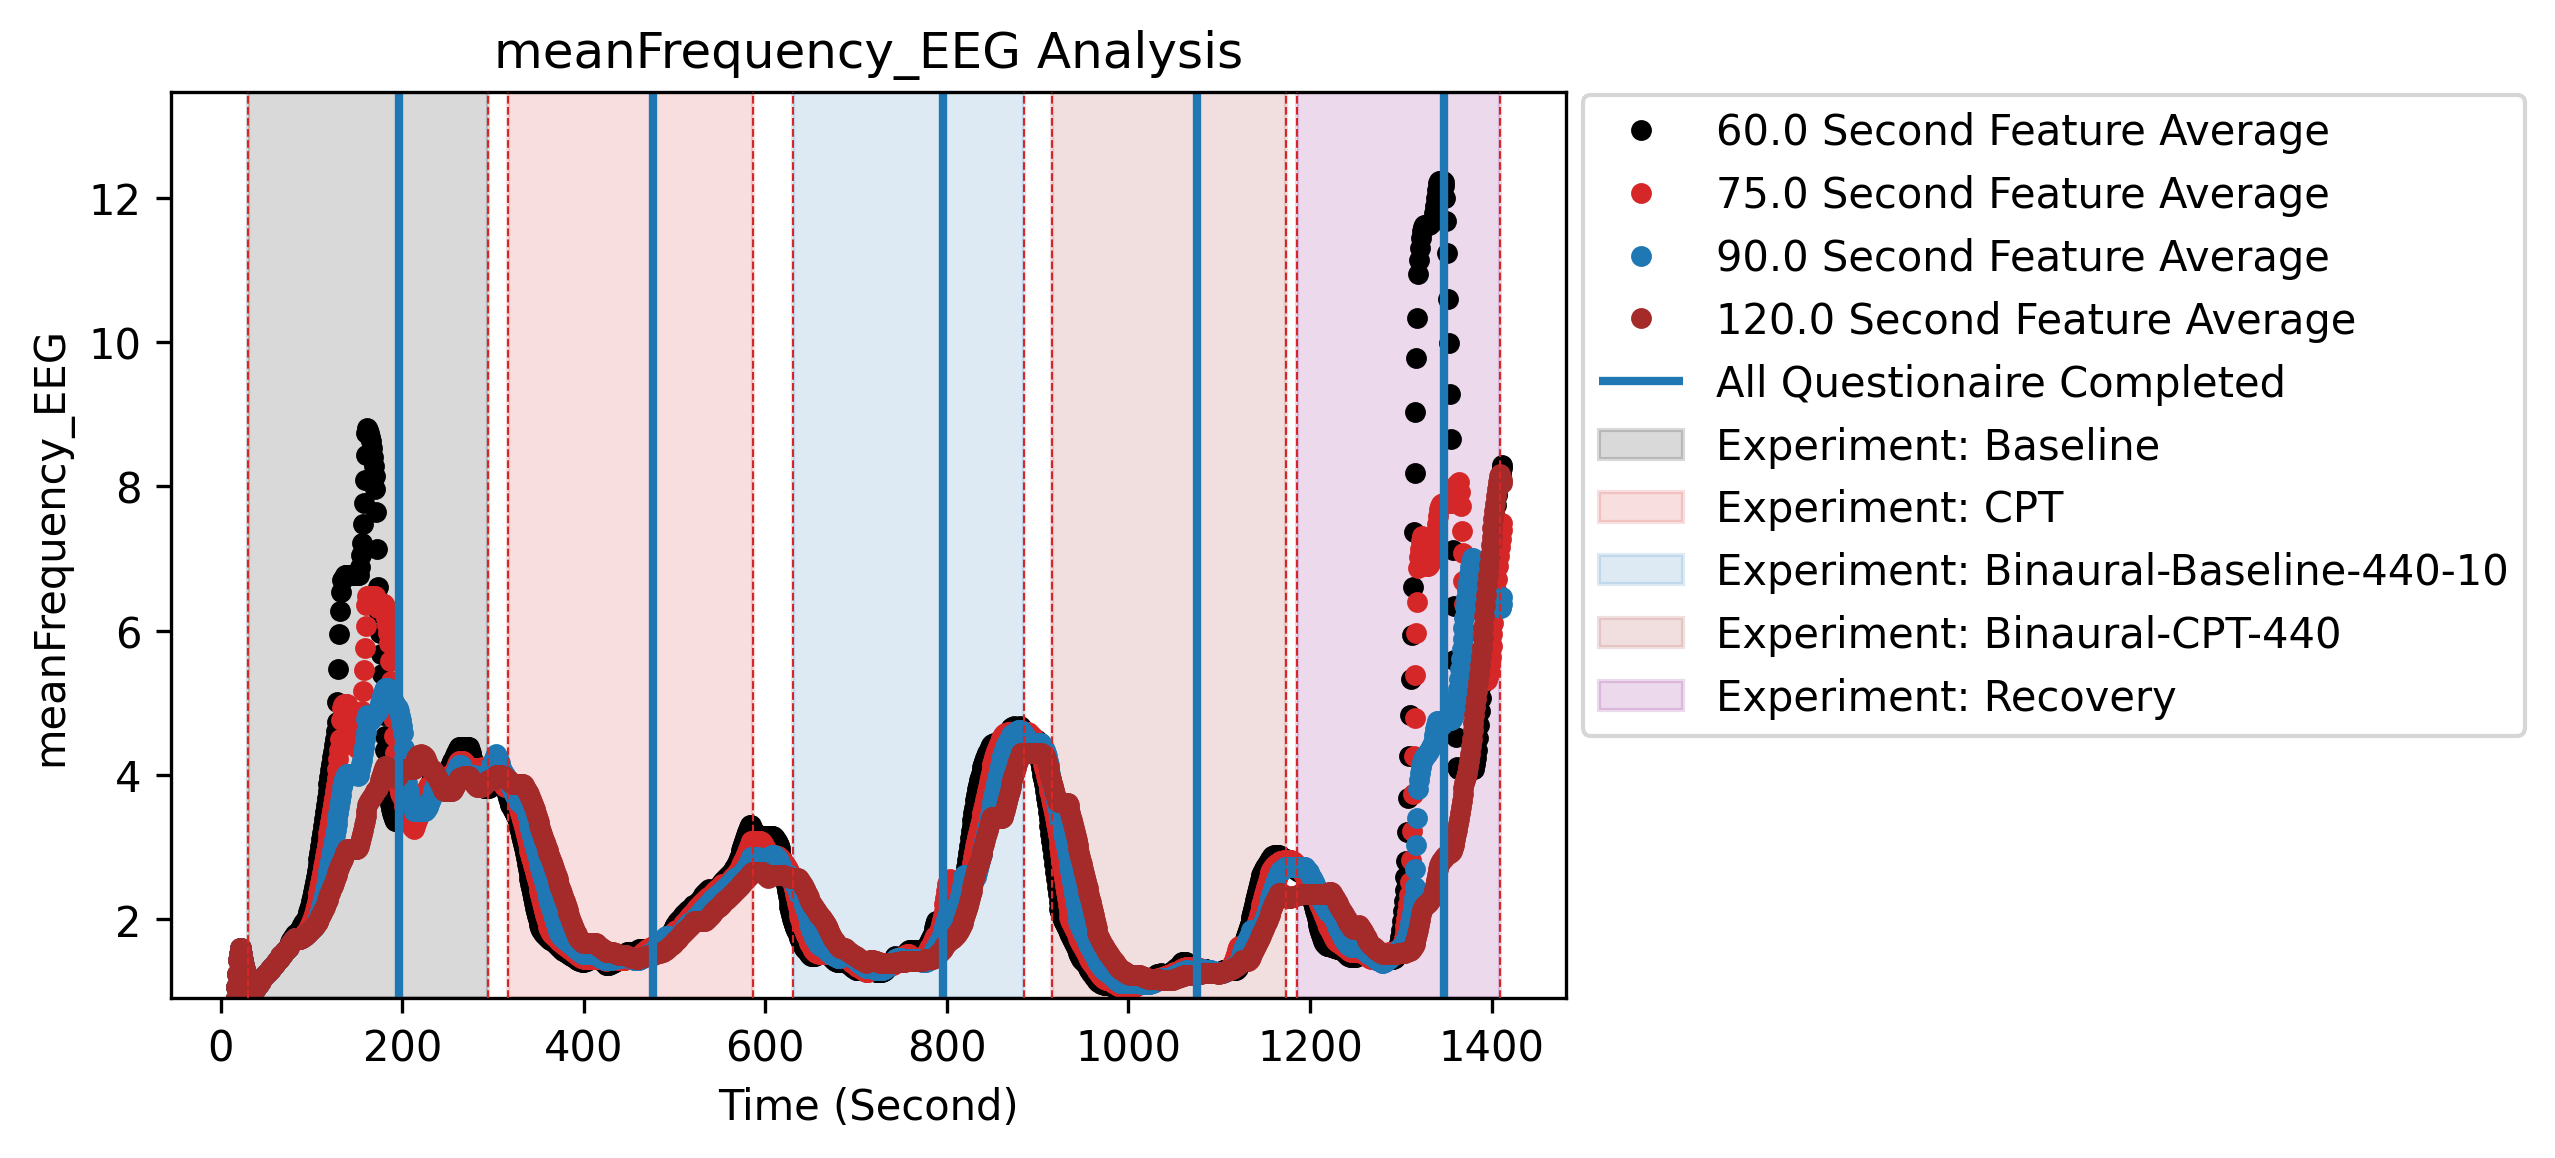 meanFrequency_EEG Analysis
meanFrequency_EEG
12
10
8
6
4
2
0 200 400 600 800 1000 1200 1400
Time (Second)
60.0 Second Feature Average
75.0 Second Feature Average
90.0 Second Feature Average
120.0 Second Feature Average
All Questionaire Completed
Experiment: Baseline
Experiment: CPT
Experiment: Binaural-Baseline-440-10
Experiment: Binaural-CPT-440
Experiment: Recovery